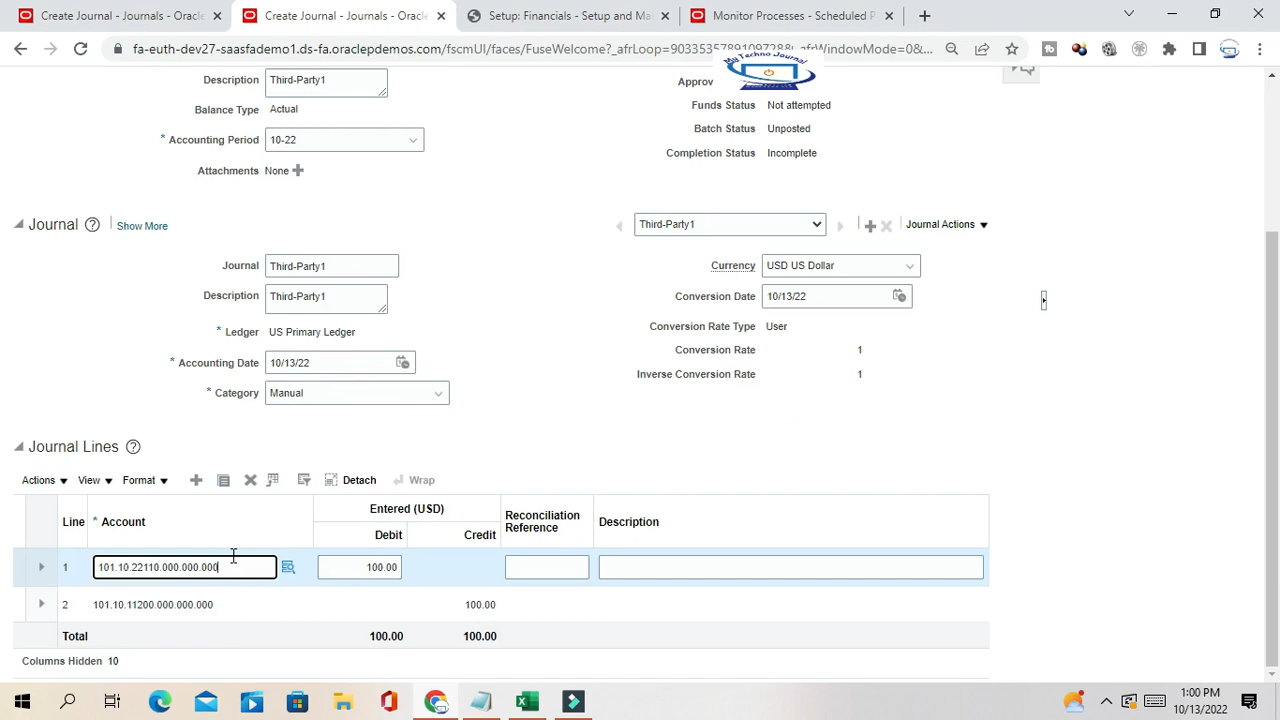 Create Journal - Journals - Oracle
Create Journal - Journals - Oracle
Setup: Financials - Setup and Ma
Monitor Processes - Scheduled P
fa-euth-dev27-saasfademo1.ds-fa.oraclepdemos.com/fscmUI/faces/FuseWelcome?_afrLoop=90335357891097288&_afrWindowMode=0&...
My Techno Journal
Description Third-Party1 Approv
Balance Type Actual Funds Status Not attempted
* Accounting Period 10-22 Batch Status Unposted
Completion Status Incomplete
Attachments None
Journal Show More Third-Party1 Journal Actions
Journal Third-Party1 Currency USD US Dollar
Description Third-Party1 Conversion Date 10/13/22
* Ledger US Primary Ledger Conversion Rate Type User
* Accounting Date 10/13/22 Conversion Rate 1
* Category Manual Inverse Conversion Rate 1
Journal Lines
Actions View Format Detach Wrap
Line * Account Entered (USD) Debit Credit Reconciliation Reference Description
1 101.10.22110.000.000.000 100.00
2 101.10.11200.000.000.000 100.00
Total 100.00 100.00
Columns Hidden 10
1:00 PM
10/13/2022